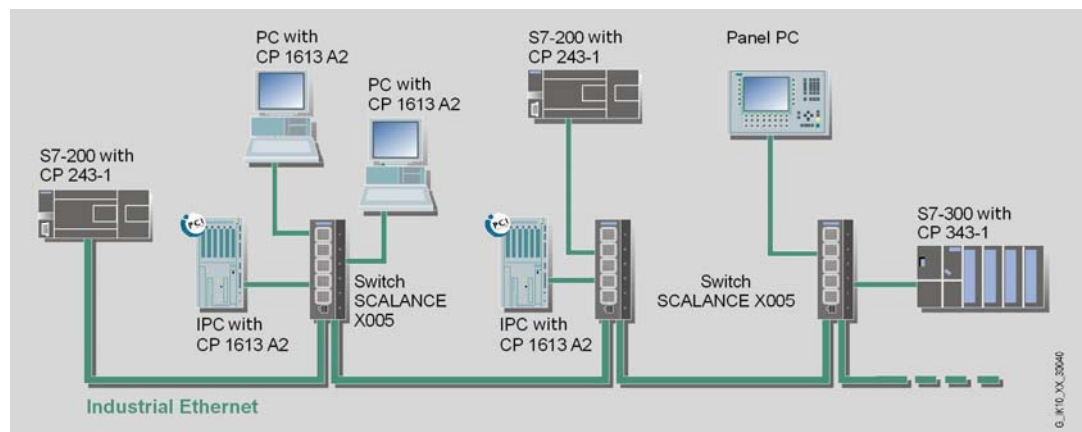 PC with
CP 1613 A2
PC with
CP 1613 A2
S7-200 with
CP 243-1
Panel PC
S7-200 with
CP 243-1
S7-300 with
CP 343-1
PCI
PCI
IPC with
CP 1613 A2
Switch
SCALANCE
X005
IPC with
CP 1613 A2
Switch
SCALANCE X005
Industrial Ethernet
G_IK10_XX_30040